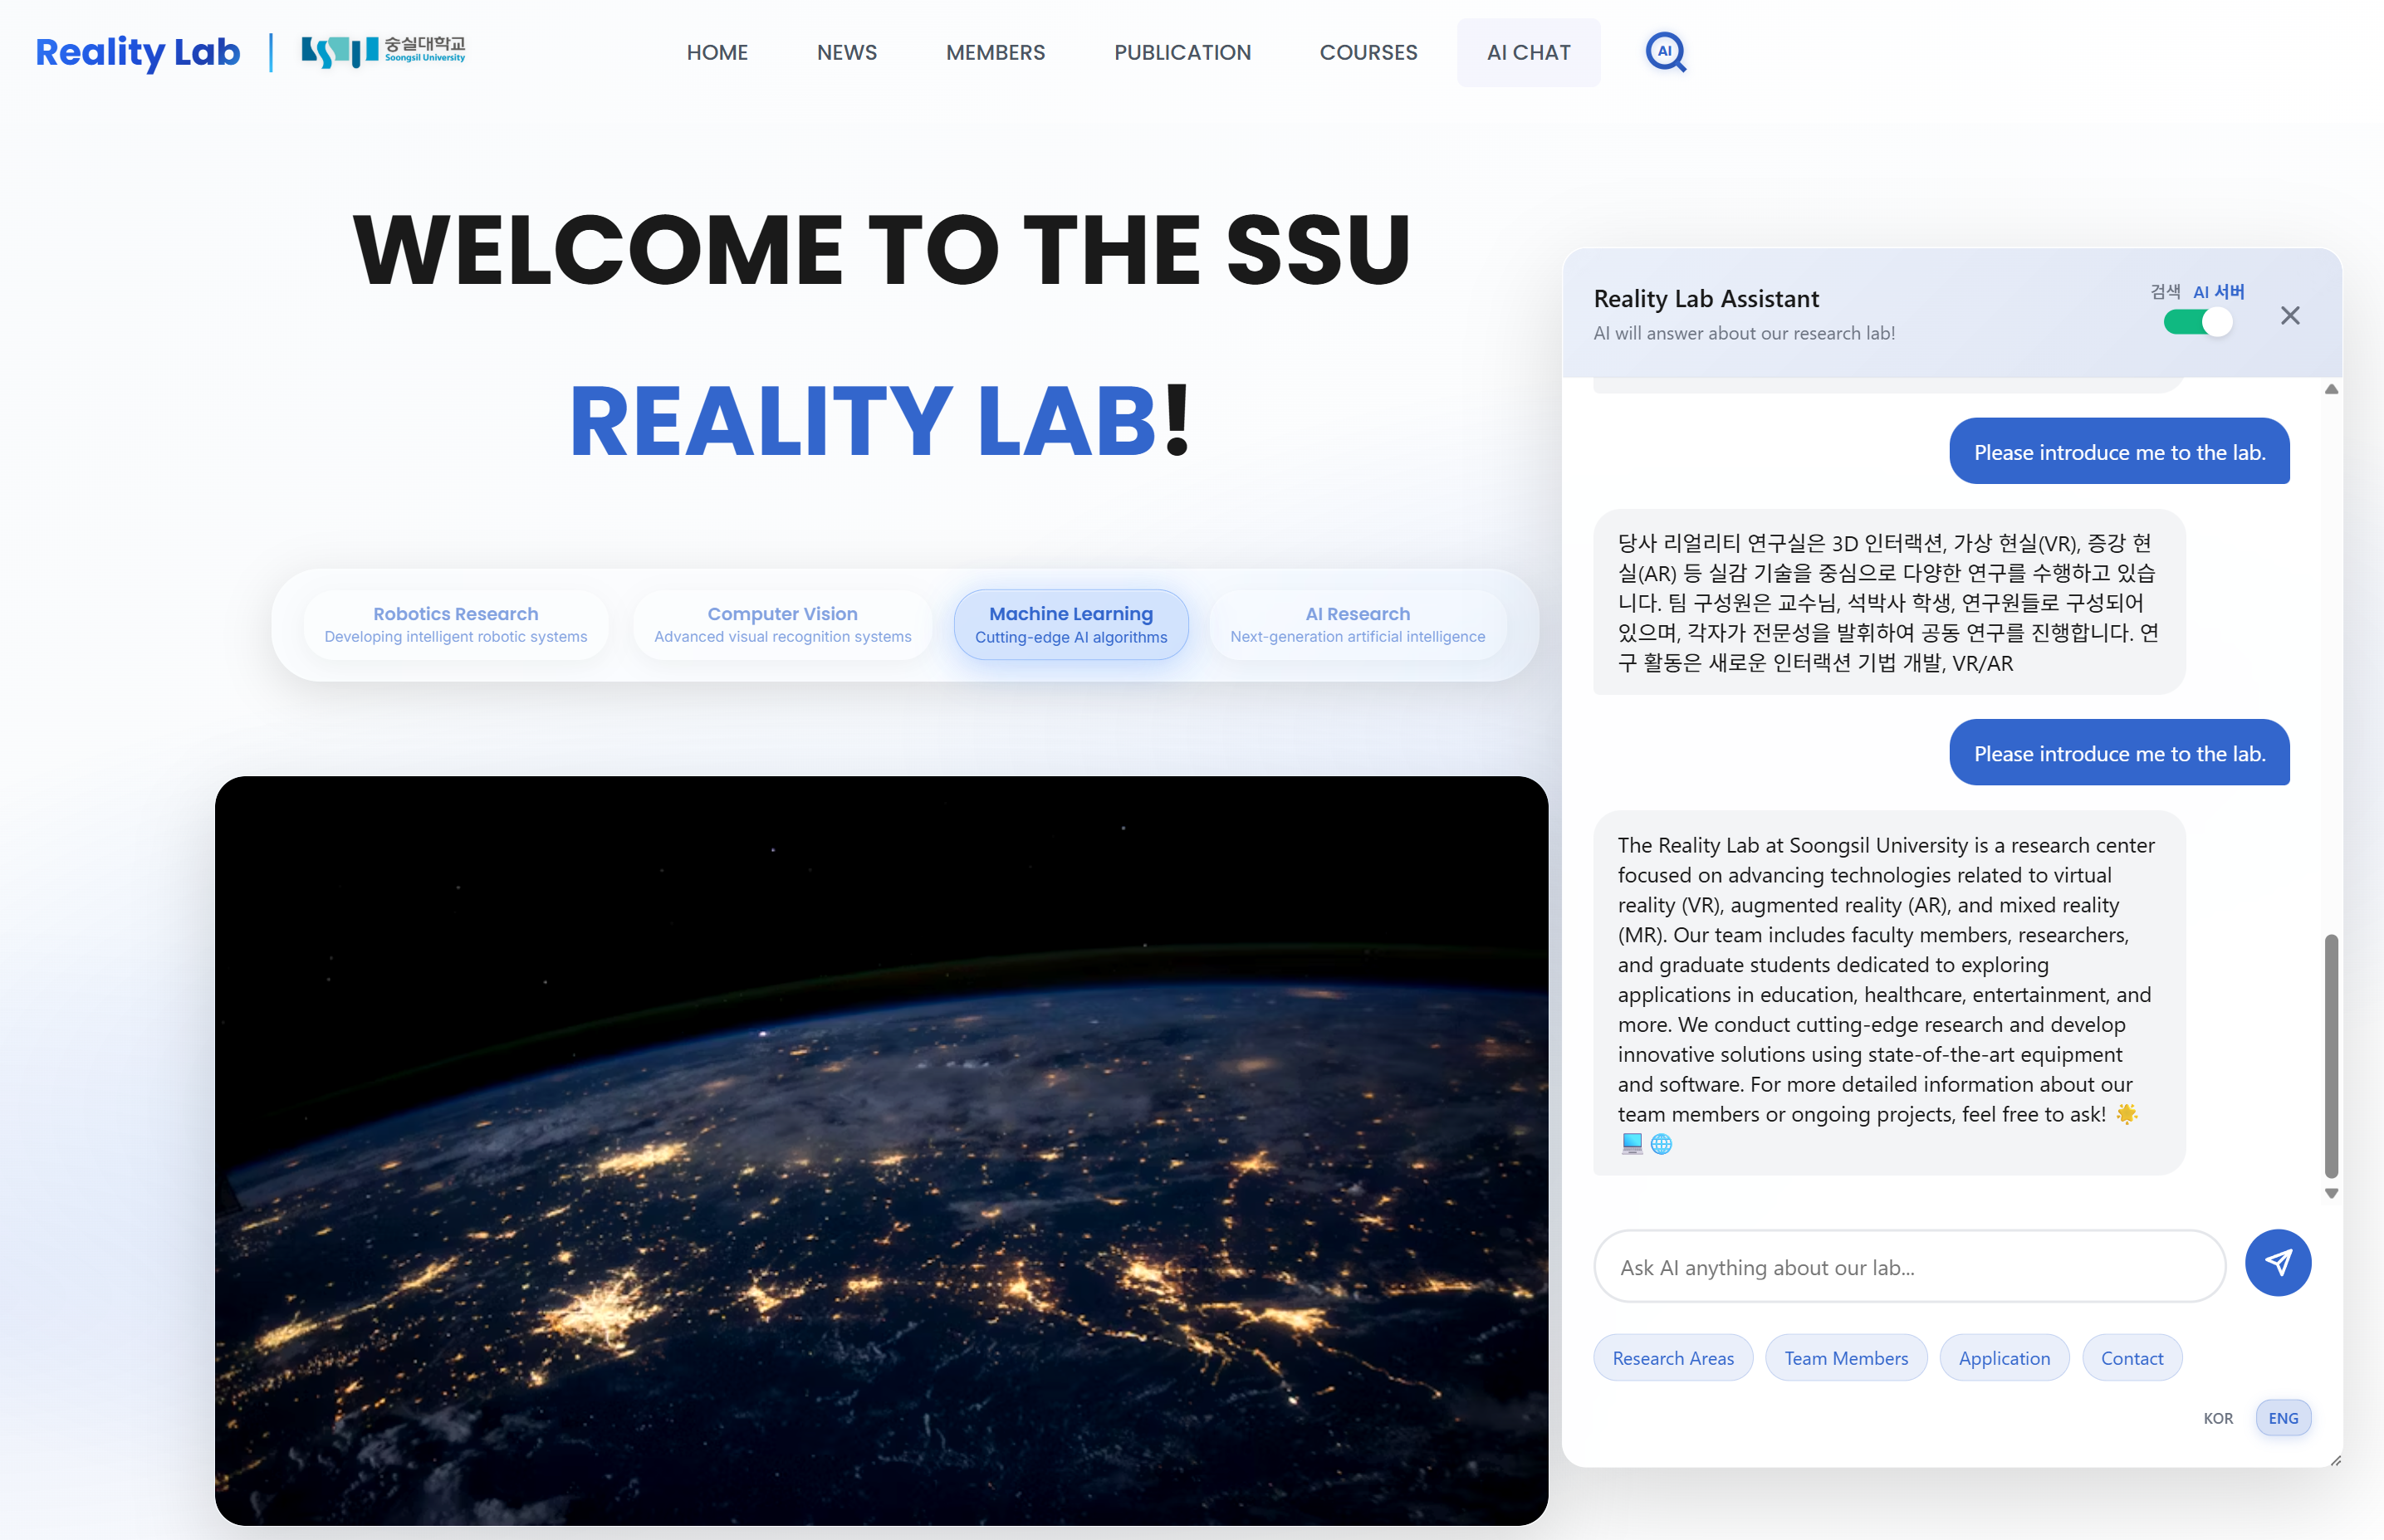 Reality Lab
숭실대학교
Soongsil University
HOME
NEWS
MEMBERS
PUBLICATION
COURSES
AI CHAT
AI
WELCOME TO THE SSU
REALITY LAB!
Robotics Research
Developing intelligent robotic systems
Computer Vision
Advanced visual recognition systems
Machine Learning
Cutting-edge AI algorithms
AI Research
Next-generation artificial intelligence
Reality Lab Assistant
AI will answer about our research lab!
검색 AI 서버
Please introduce me to the lab.
당사 리얼리티 연구실은 3D 인터랙션, 가상 현실(VR), 증강 현
실(AR) 등 실감 기술을 중심으로 다양한 연구를 수행하고 있습
니다. 팀 구성원은 교수님, 석박사 학생, 연구원들로 구성되어
있으며, 각자가 전문성을 발휘하여 공동 연구를 진행합니다. 연
구 활동은 새로운 인터랙션 기법 개발, VR/AR
Please introduce me to the lab.
The Reality Lab at Soongsil University is a research center
focused on advancing technologies related to virtual
reality (VR), augmented reality (AR), and mixed reality
(MR). Our team includes faculty members, researchers,
and graduate students dedicated to exploring
applications in education, healthcare, entertainment, and
more. We conduct cutting-edge research and develop
innovative solutions using state-of-the-art equipment
and software. For more detailed information about our
team members or ongoing projects, feel free to ask! 🌟
💻 🌐
Ask AI anything about our lab...
Research Areas
Team Members
Application
Contact
KOR
ENG